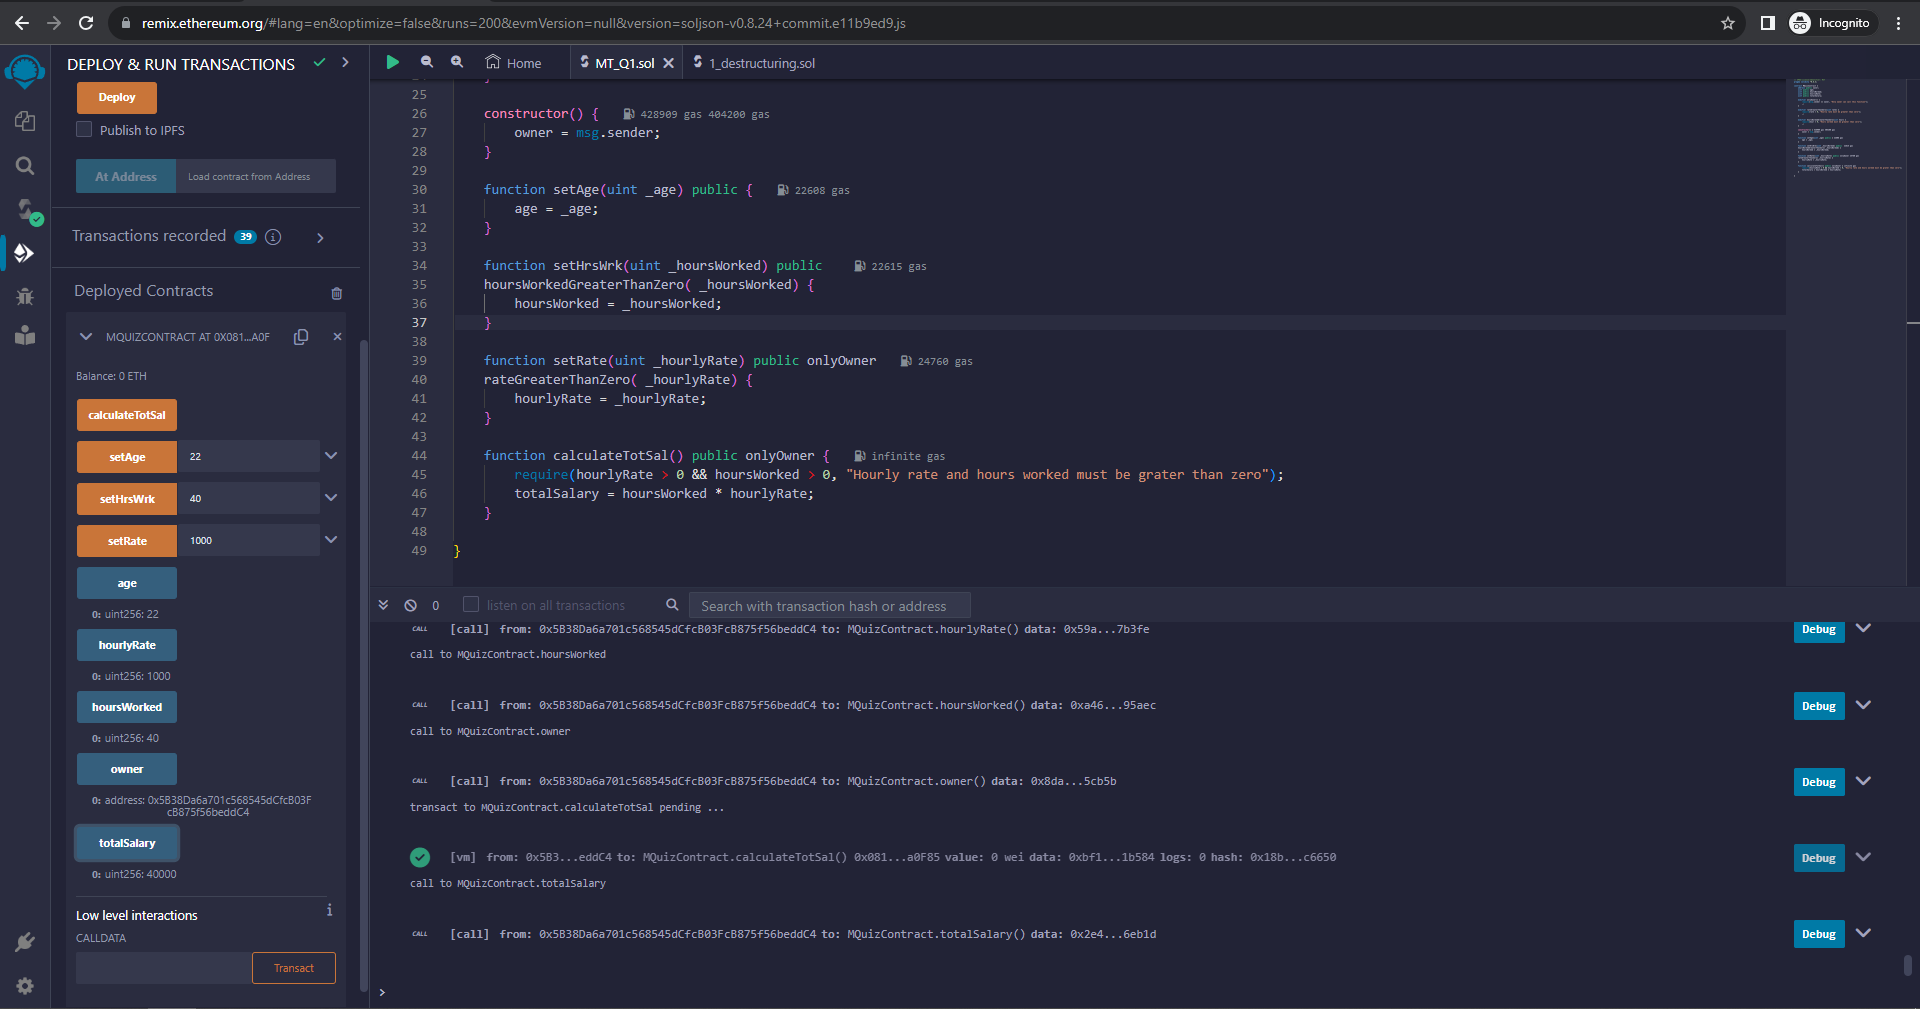 remix.ethereum.org/#lang=en&optimize=false&runs=200&evmVersion=null&version=soljson-v0.8.24+commit.e11b9ed9.js
Incognito
DEPLOY & RUN TRANSACTIONS
Deploy
Publish to IPFS
At Address
Load contract from Address
Transactions recorded 39
Deployed Contracts
MQUIZCONTRACT AT 0X081...A0F
Balance: 0 ETH
calculateTotSal
setAge 22
setHrsWrk 40
setRate 1000
age
0: uint256: 22
hourlyRate
0: uint256: 1000
hoursWorked
0: uint256: 40
owner
0: address: 0x5B38Da6a701c568545dCfcB03F
cB875f56beddC4
totalSalary
0: uint256: 40000
Low level interactions
CALLDATA
Transact
Home
MT_Q1.sol
1_destructuring.sol
25
26 constructor() { 428909 gas 404200 gas
27 owner = msg.sender;
28 }
29
30 function setAge(uint _age) public { 22608 gas
31 age = _age;
32 }
33
34 function setHrsWrk(uint _hoursWorked) public 22615 gas
35 hoursWorkedGreaterThanZero( _hoursWorked) {
36 hoursWorked = _hoursWorked;
37 }
38
39 function setRate(uint _hourlyRate) public onlyOwner 24760 gas
40 rateGreaterThanZero( _hourlyRate) {
41 hourlyRate = _hourlyRate;
42 }
43
44 function calculateTotSal() public onlyOwner { infinite gas
45 require(hourlyRate > 0 && hoursWorked > 0, "Hourly rate and hours worked must be grater than zero");
46 totalSalary = hoursWorked * hourlyRate;
47 }
48
49 }
0 listen on all transactions Search with transaction hash or address
CALL [call] from: 0x5B38Da6a701c568545dCfcB03FcB875f56beddC4 to: MQuizContract.hourlyRate() data: 0x59a...7b3fe Debug
call to MQuizContract.hoursWorked
CALL [call] from: 0x5B38Da6a701c568545dCfcB03FcB875f56beddC4 to: MQuizContract.hoursWorked() data: 0xa46...95aec Debug
call to MQuizContract.owner
CALL [call] from: 0x5B38Da6a701c568545dCfcB03FcB875f56beddC4 to: MQuizContract.owner() data: 0x8da...5cb5b Debug
transact to MQuizContract.calculateTotSal pending ...
[vm] from: 0x5B3...eddC4 to: MQuizContract.calculateTotSal() 0x081...a0F85 value: 0 wei data: 0xbf1...1b584 logs: 0 hash: 0x18b...c6650 Debug
call to MQuizContract.totalSalary
CALL [call] from: 0x5B38Da6a701c568545dCfcB03FcB875f56beddC4 to: MQuizContract.totalSalary() data: 0x2e4...6eb1d Debug
>